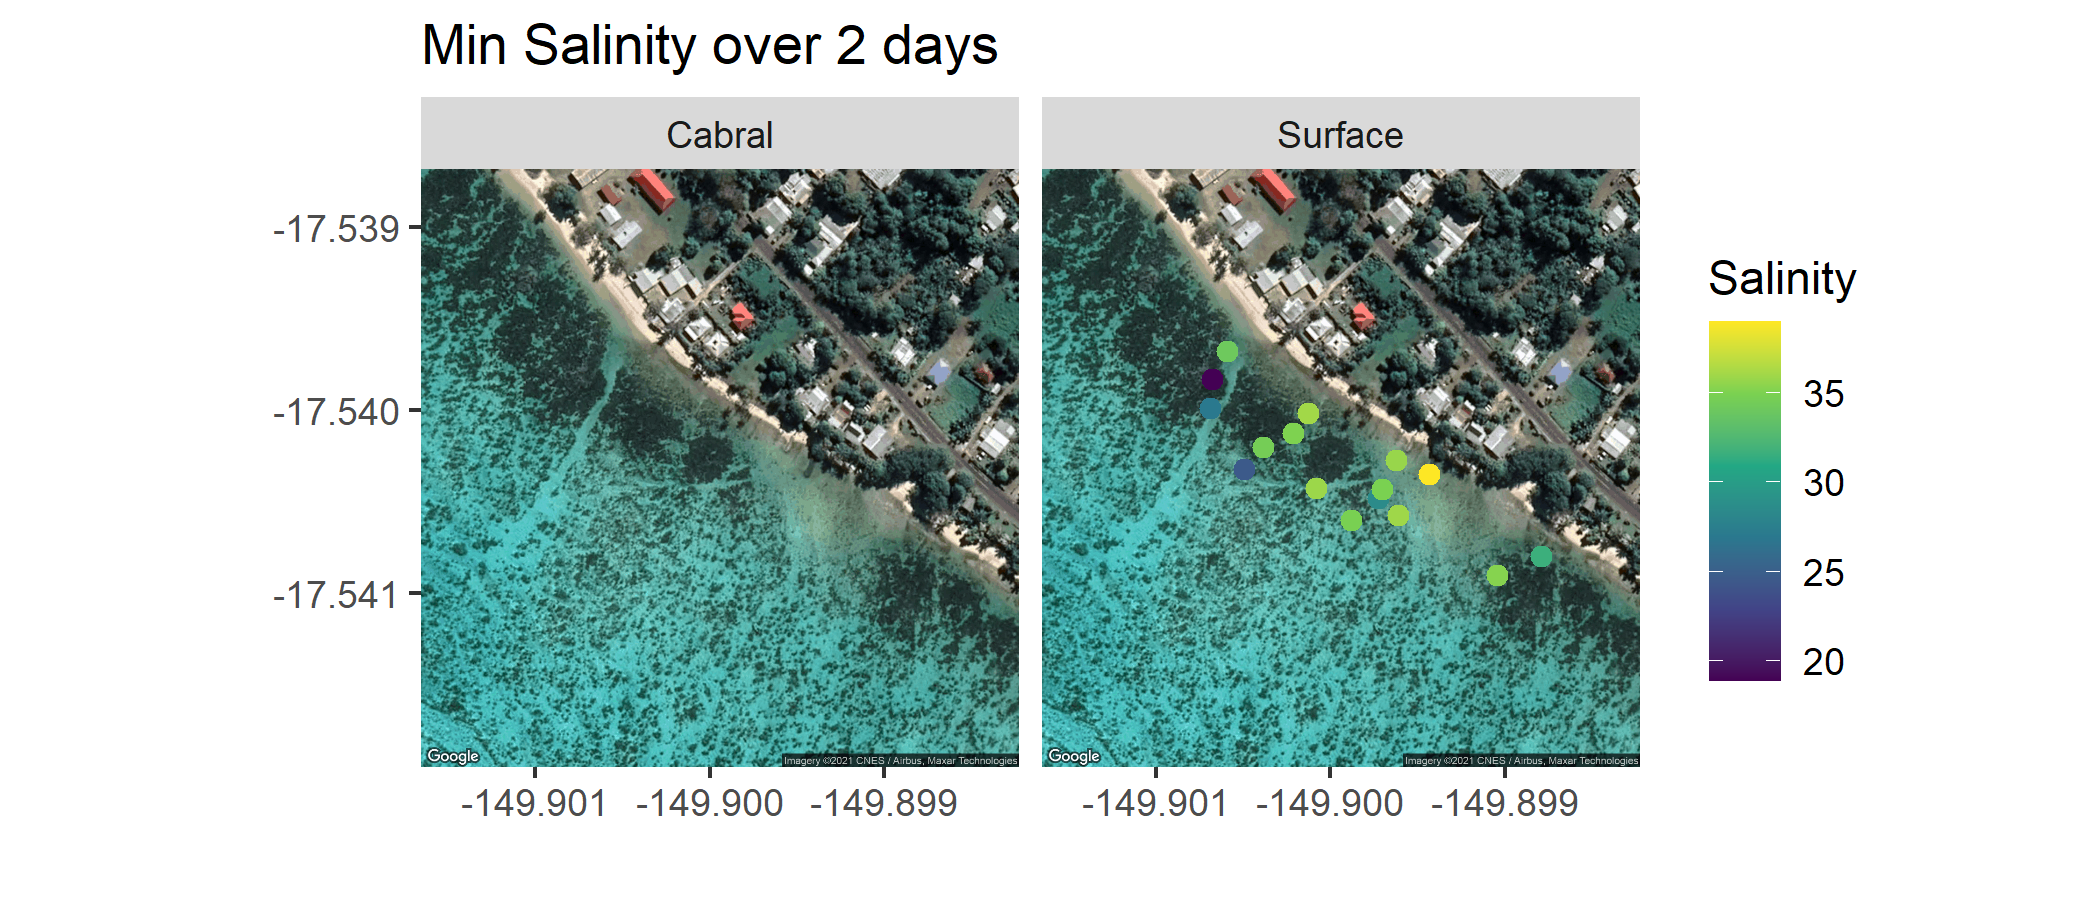 Min Salinity over 2 days
Cabral
Surface
-17.539
-17.540
-17.541
Google
Imagery ©2021 CNES / Airbus, Maxar Technologies
Google
Imagery ©2021 CNES / Airbus, Maxar Technologies
-149.901
-149.900
-149.899
-149.901
-149.900
-149.899
Salinity
35
30
25
20